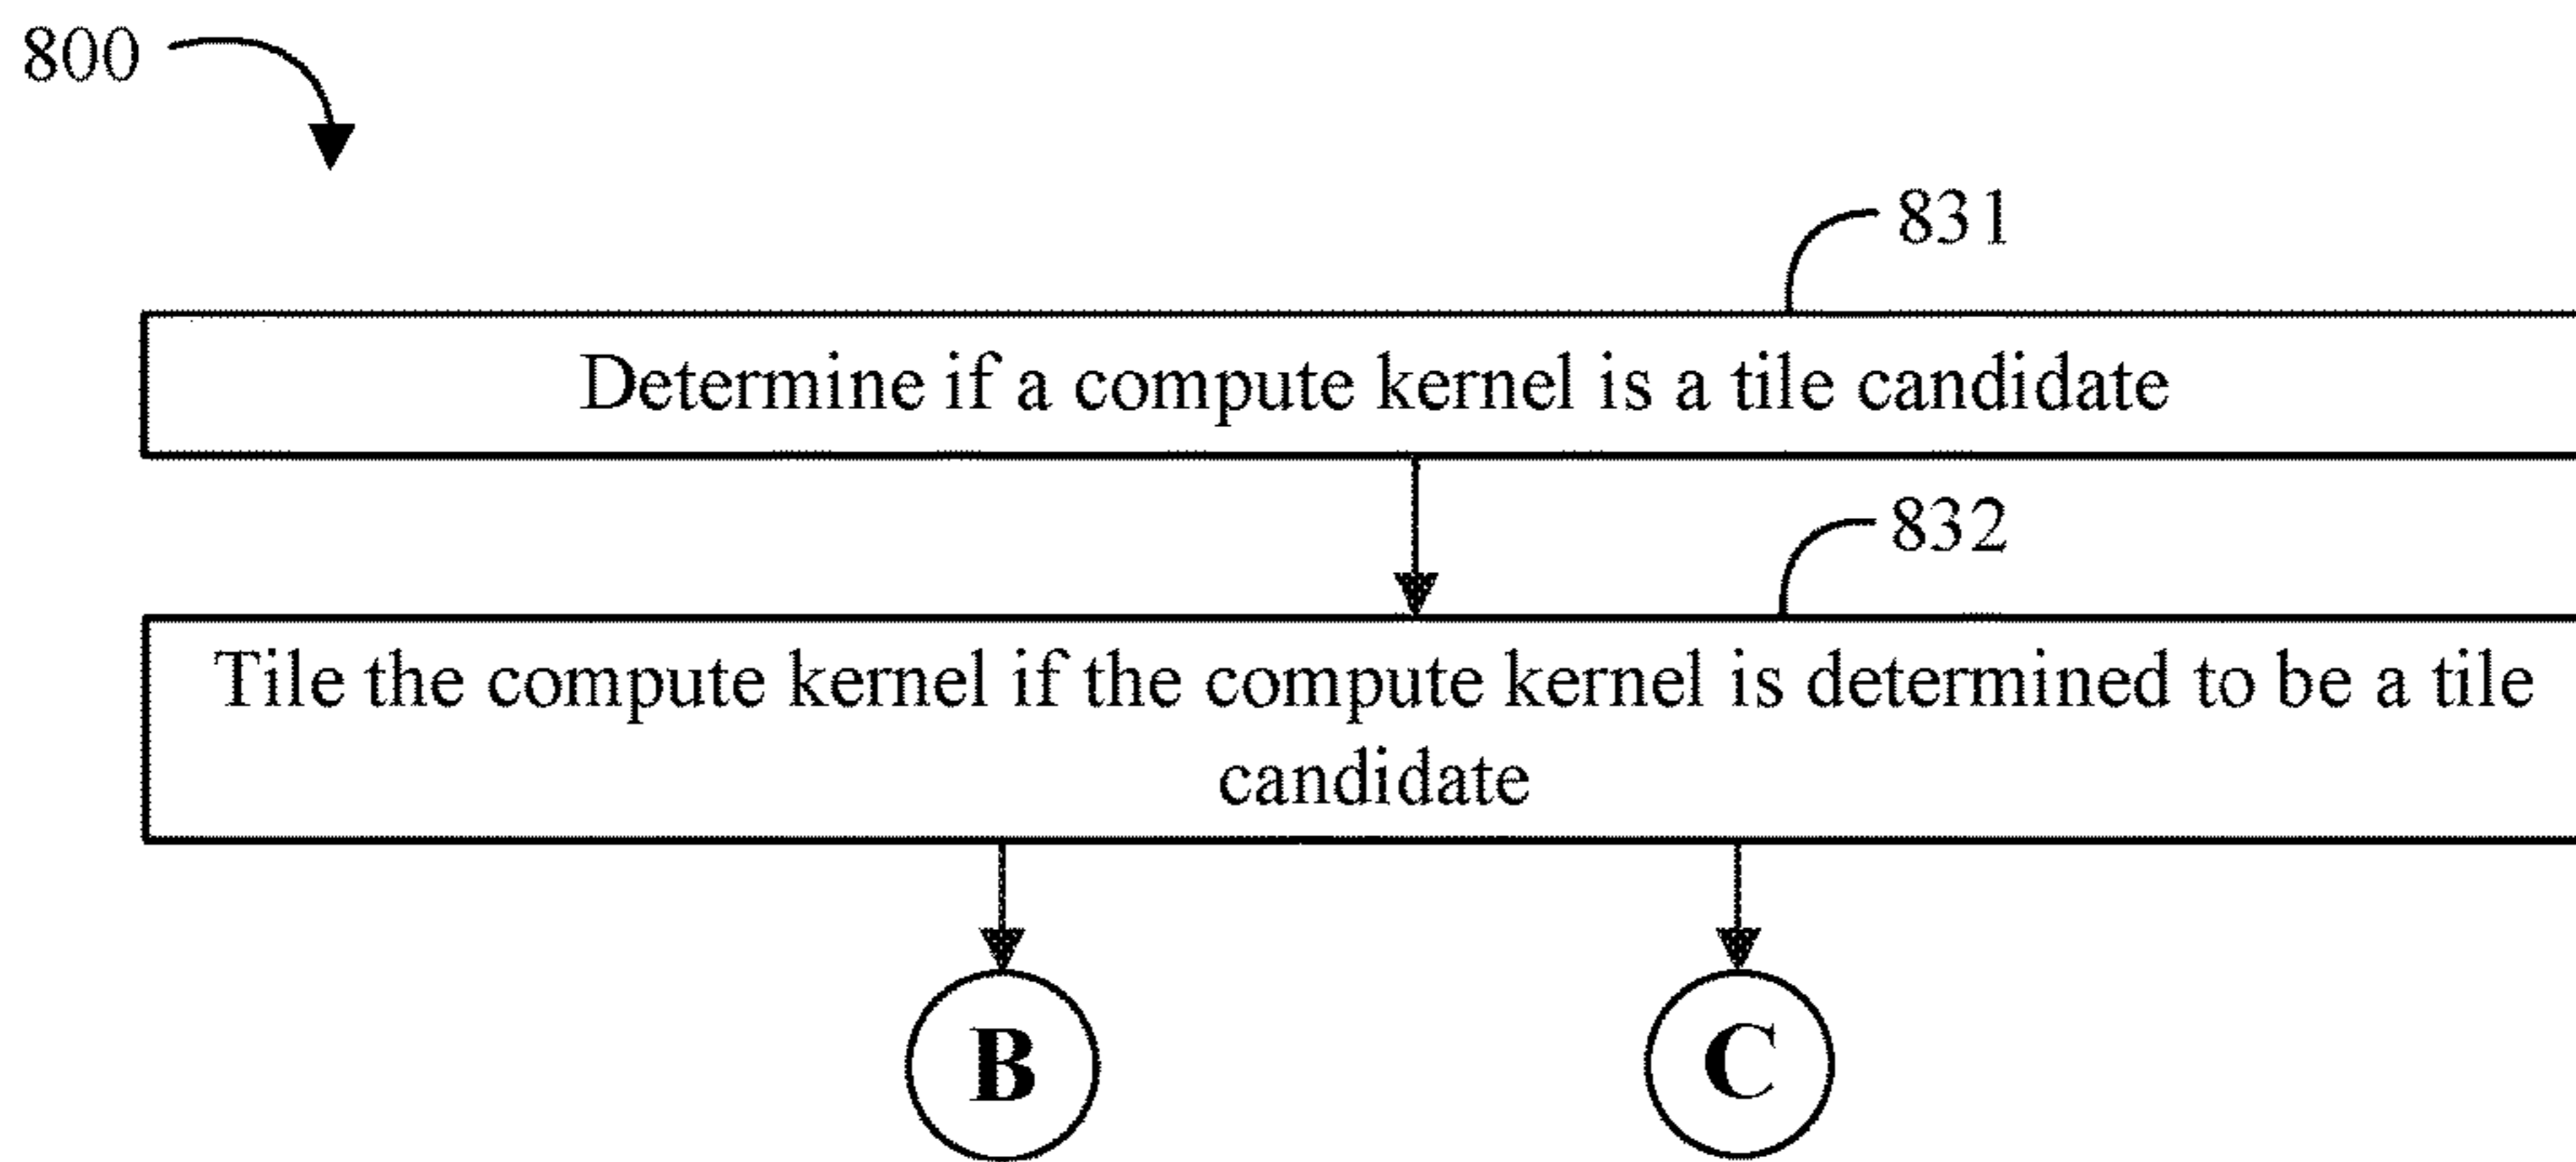 800
831
Determine if a compute kernel is a tile candidate
832
Tile the compute kernel if the compute kernel is determined to be a tile
candidate
B
C